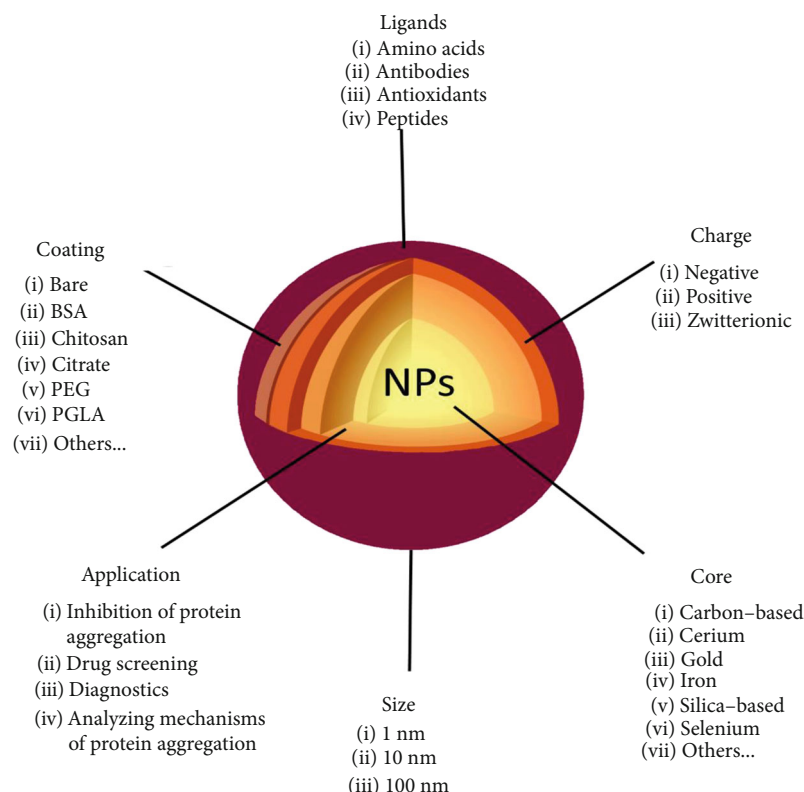 Ligands
(i) Amino acids
(ii) Antibodies
(iii) Antioxidants
(iv) Peptides
Coating
(i) Bare
(ii) BSA
(iii) Chitosan
(iv) Citrate
(v) PEG
(vi) PGLA
(vii) Others...
Charge
(i) Negative
(ii) Positive
(iii) Zwitterionic
NPs
Application
(i) Inhibition of protein
aggregation
(ii) Drug screening
(iii) Diagnostics
(iv) Analyzing mechanisms
of protein aggregation
Size
(i) 1 nm
(ii) 10 nm
(iii) 100 nm
Core
(i) Carbon–based
(ii) Cerium
(iii) Gold
(iv) Iron
(v) Silica–based
(vi) Selenium
(vii) Others...